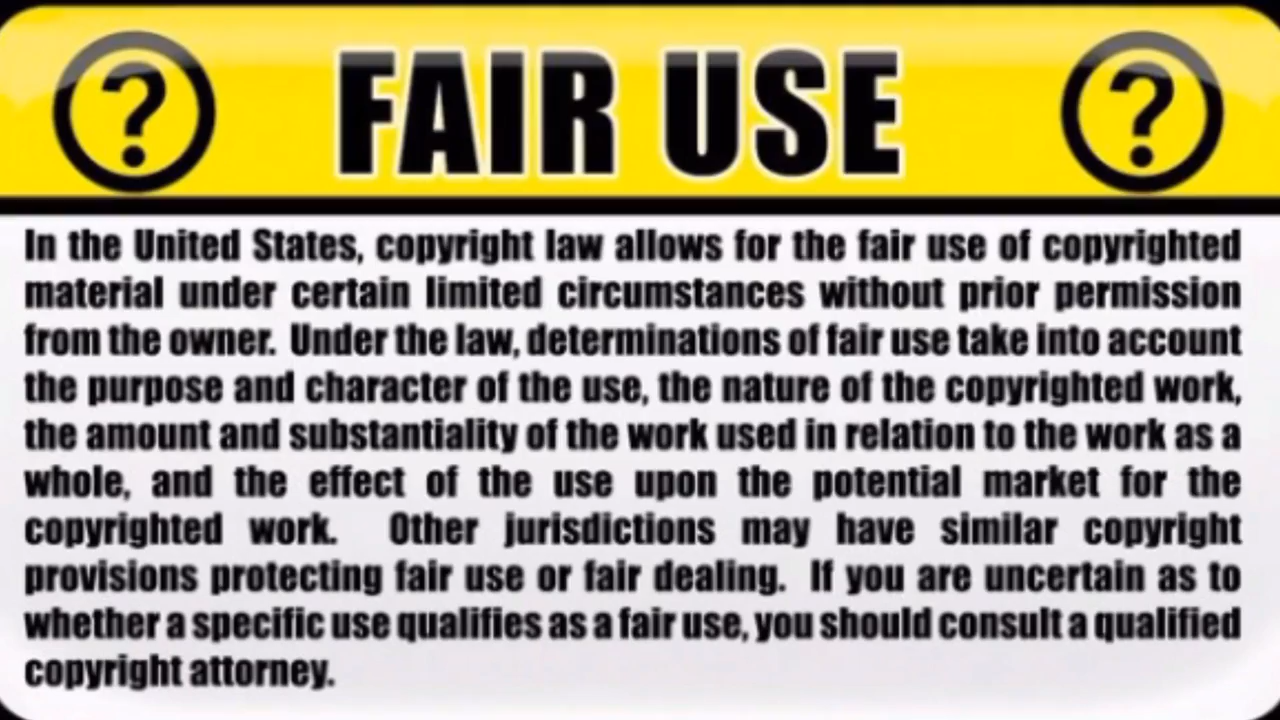 ? FAIR USE ?
In the United States, copyright law allows for the fair use of copyrighted
material under certain limited circumstances without prior permission
from the owner. Under the law, determinations of fair use take into account
the purpose and character of the use, the nature of the copyrighted work,
the amount and substantiality of the work used in relation to the work as a
whole, and the effect of the use upon the potential market for the
copyrighted work. Other jurisdictions may have similar copyright
provisions protecting fair use or fair dealing. If you are uncertain as to
whether a specific use qualifies as a fair use, you should consult a qualified
copyright attorney.